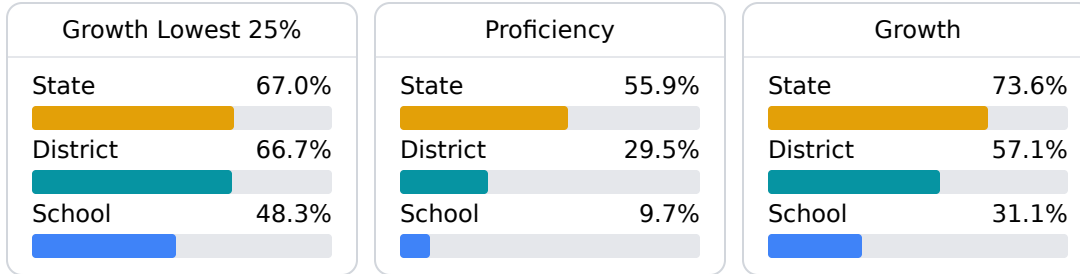 Growth Lowest 25%
State 67.0%
District 66.7%
School 48.3%
Proficiency
State 55.9%
District 29.5%
School 9.7%
Growth
State 73.6%
District 57.1%
School 31.1%